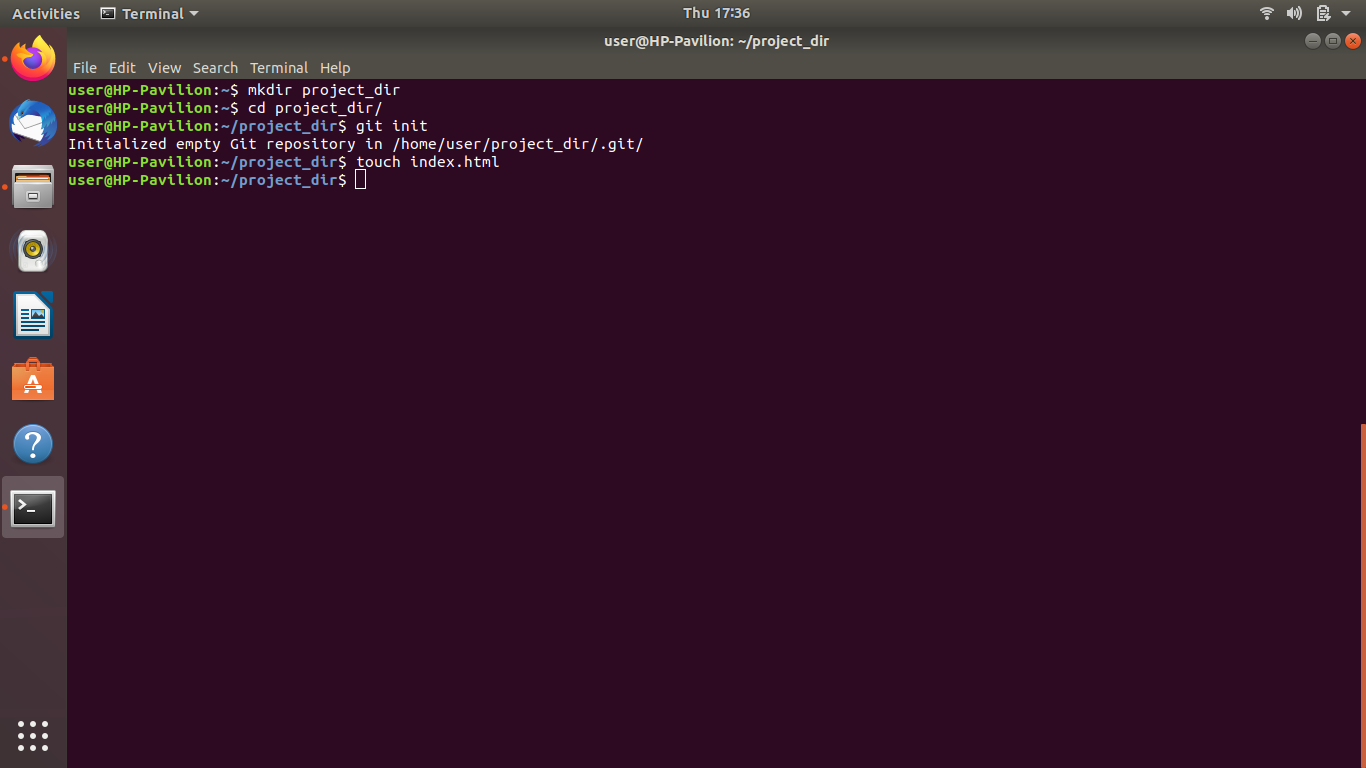 Activities Terminal Thu 17:36
user@HP-Pavilion: ~/project_dir
File Edit View Search Terminal Help
user@HP-Pavilion:~$ mkdir project_dir
user@HP-Pavilion:~$ cd project_dir/
user@HP-Pavilion:~/project_dir$ git init
Initialized empty Git repository in /home/user/project_dir/.git/
user@HP-Pavilion:~/project_dir$ touch index.html
user@HP-Pavilion:~/project_dir$